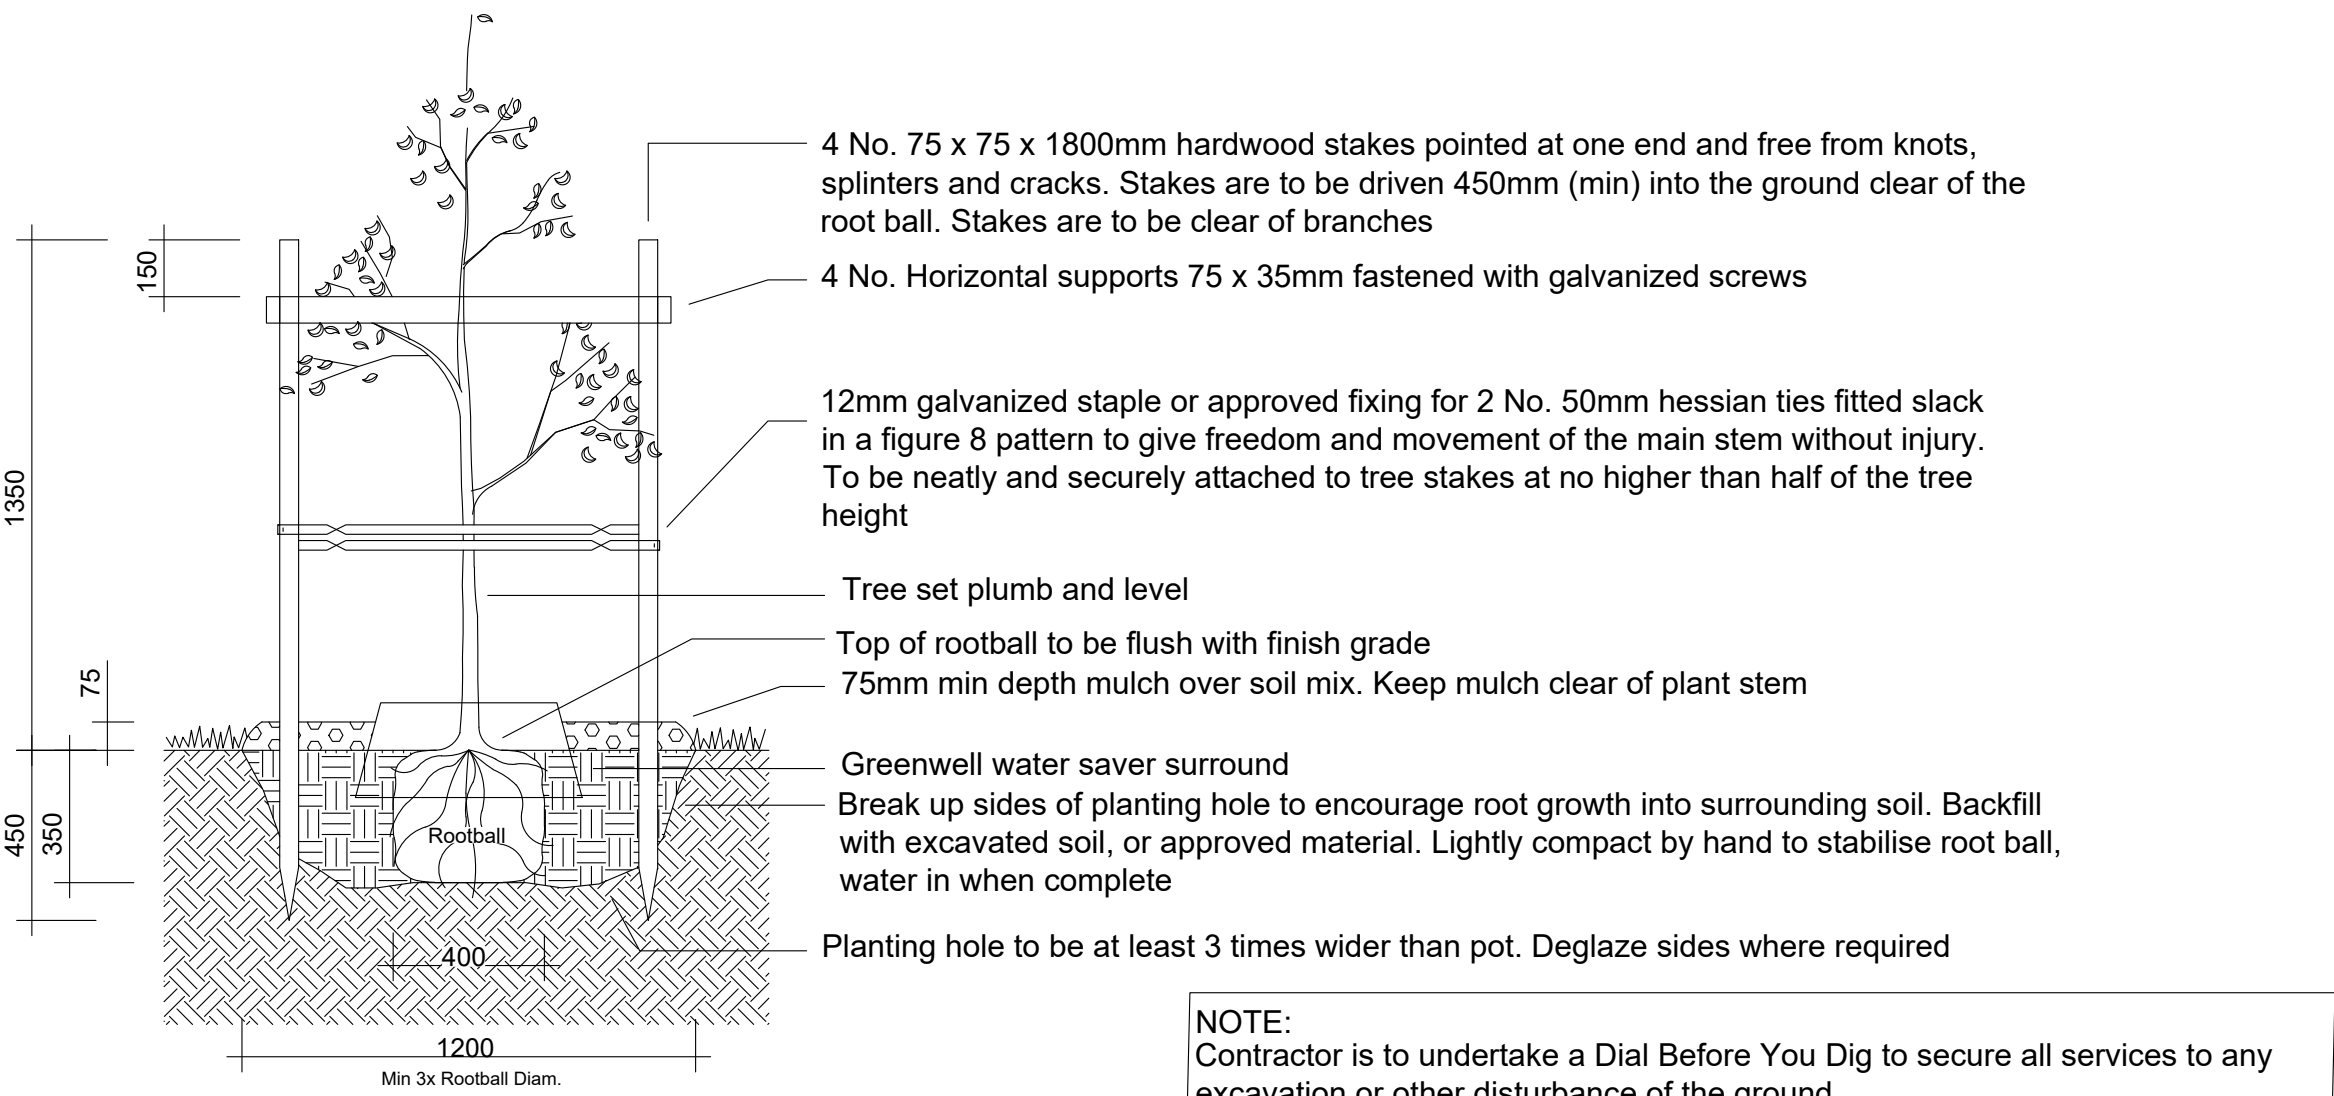 4 No. 75 x 75 x 1800mm hardwood stakes pointed at one end and free from knots,
splinters and cracks. Stakes are to be driven 450mm (min) into the ground clear of the
root ball. Stakes are to be clear of branches
150
4 No. Horizontal supports 75 x 35mm fastened with galvanized screws
12mm galvanized staple or approved fixing for 2 No. 50mm hessian ties fitted slack
in a figure 8 pattern to give freedom and movement of the main stem without injury.
To be neatly and securely attached to tree stakes at no higher than half of the tree
height
1350
Tree set plumb and level
Top of rootball to be flush with finish grade
75
75mm min depth mulch over soil mix. Keep mulch clear of plant stem
Greenwell water saver surround
Break up sides of planting hole to encourage root growth into surrounding soil. Backfill
with excavated soil, or approved material. Lightly compact by hand to stabilise root ball,
water in when complete
450
350
Rootball
Planting hole to be at least 3 times wider than pot. Deglaze sides where required
400
1200
Min 3x Rootball Diam.
NOTE:
Contractor is to undertake a Dial Before You Dig to secure all services to any
excavation or other disturbance of the ground